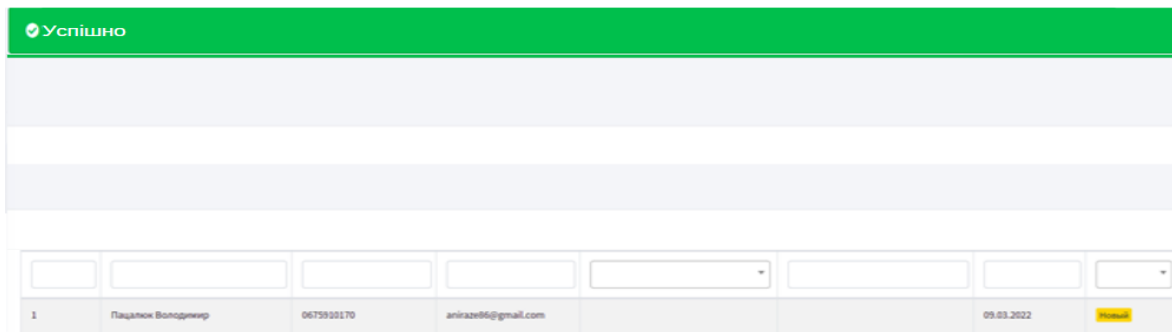 Успішно
1 Пацалюк Володимир 0675910170 aniraze86@gmail.com 09.03.2022 Новый